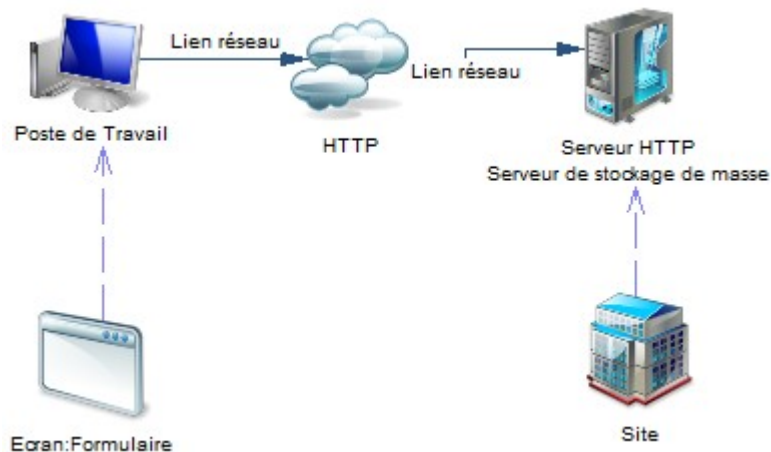 Lien réseau
Lien réseau
Poste de Travail
HTTP
Serveur HTTP
Serveur de stockage de masse
Ecran:Formulaire
Site